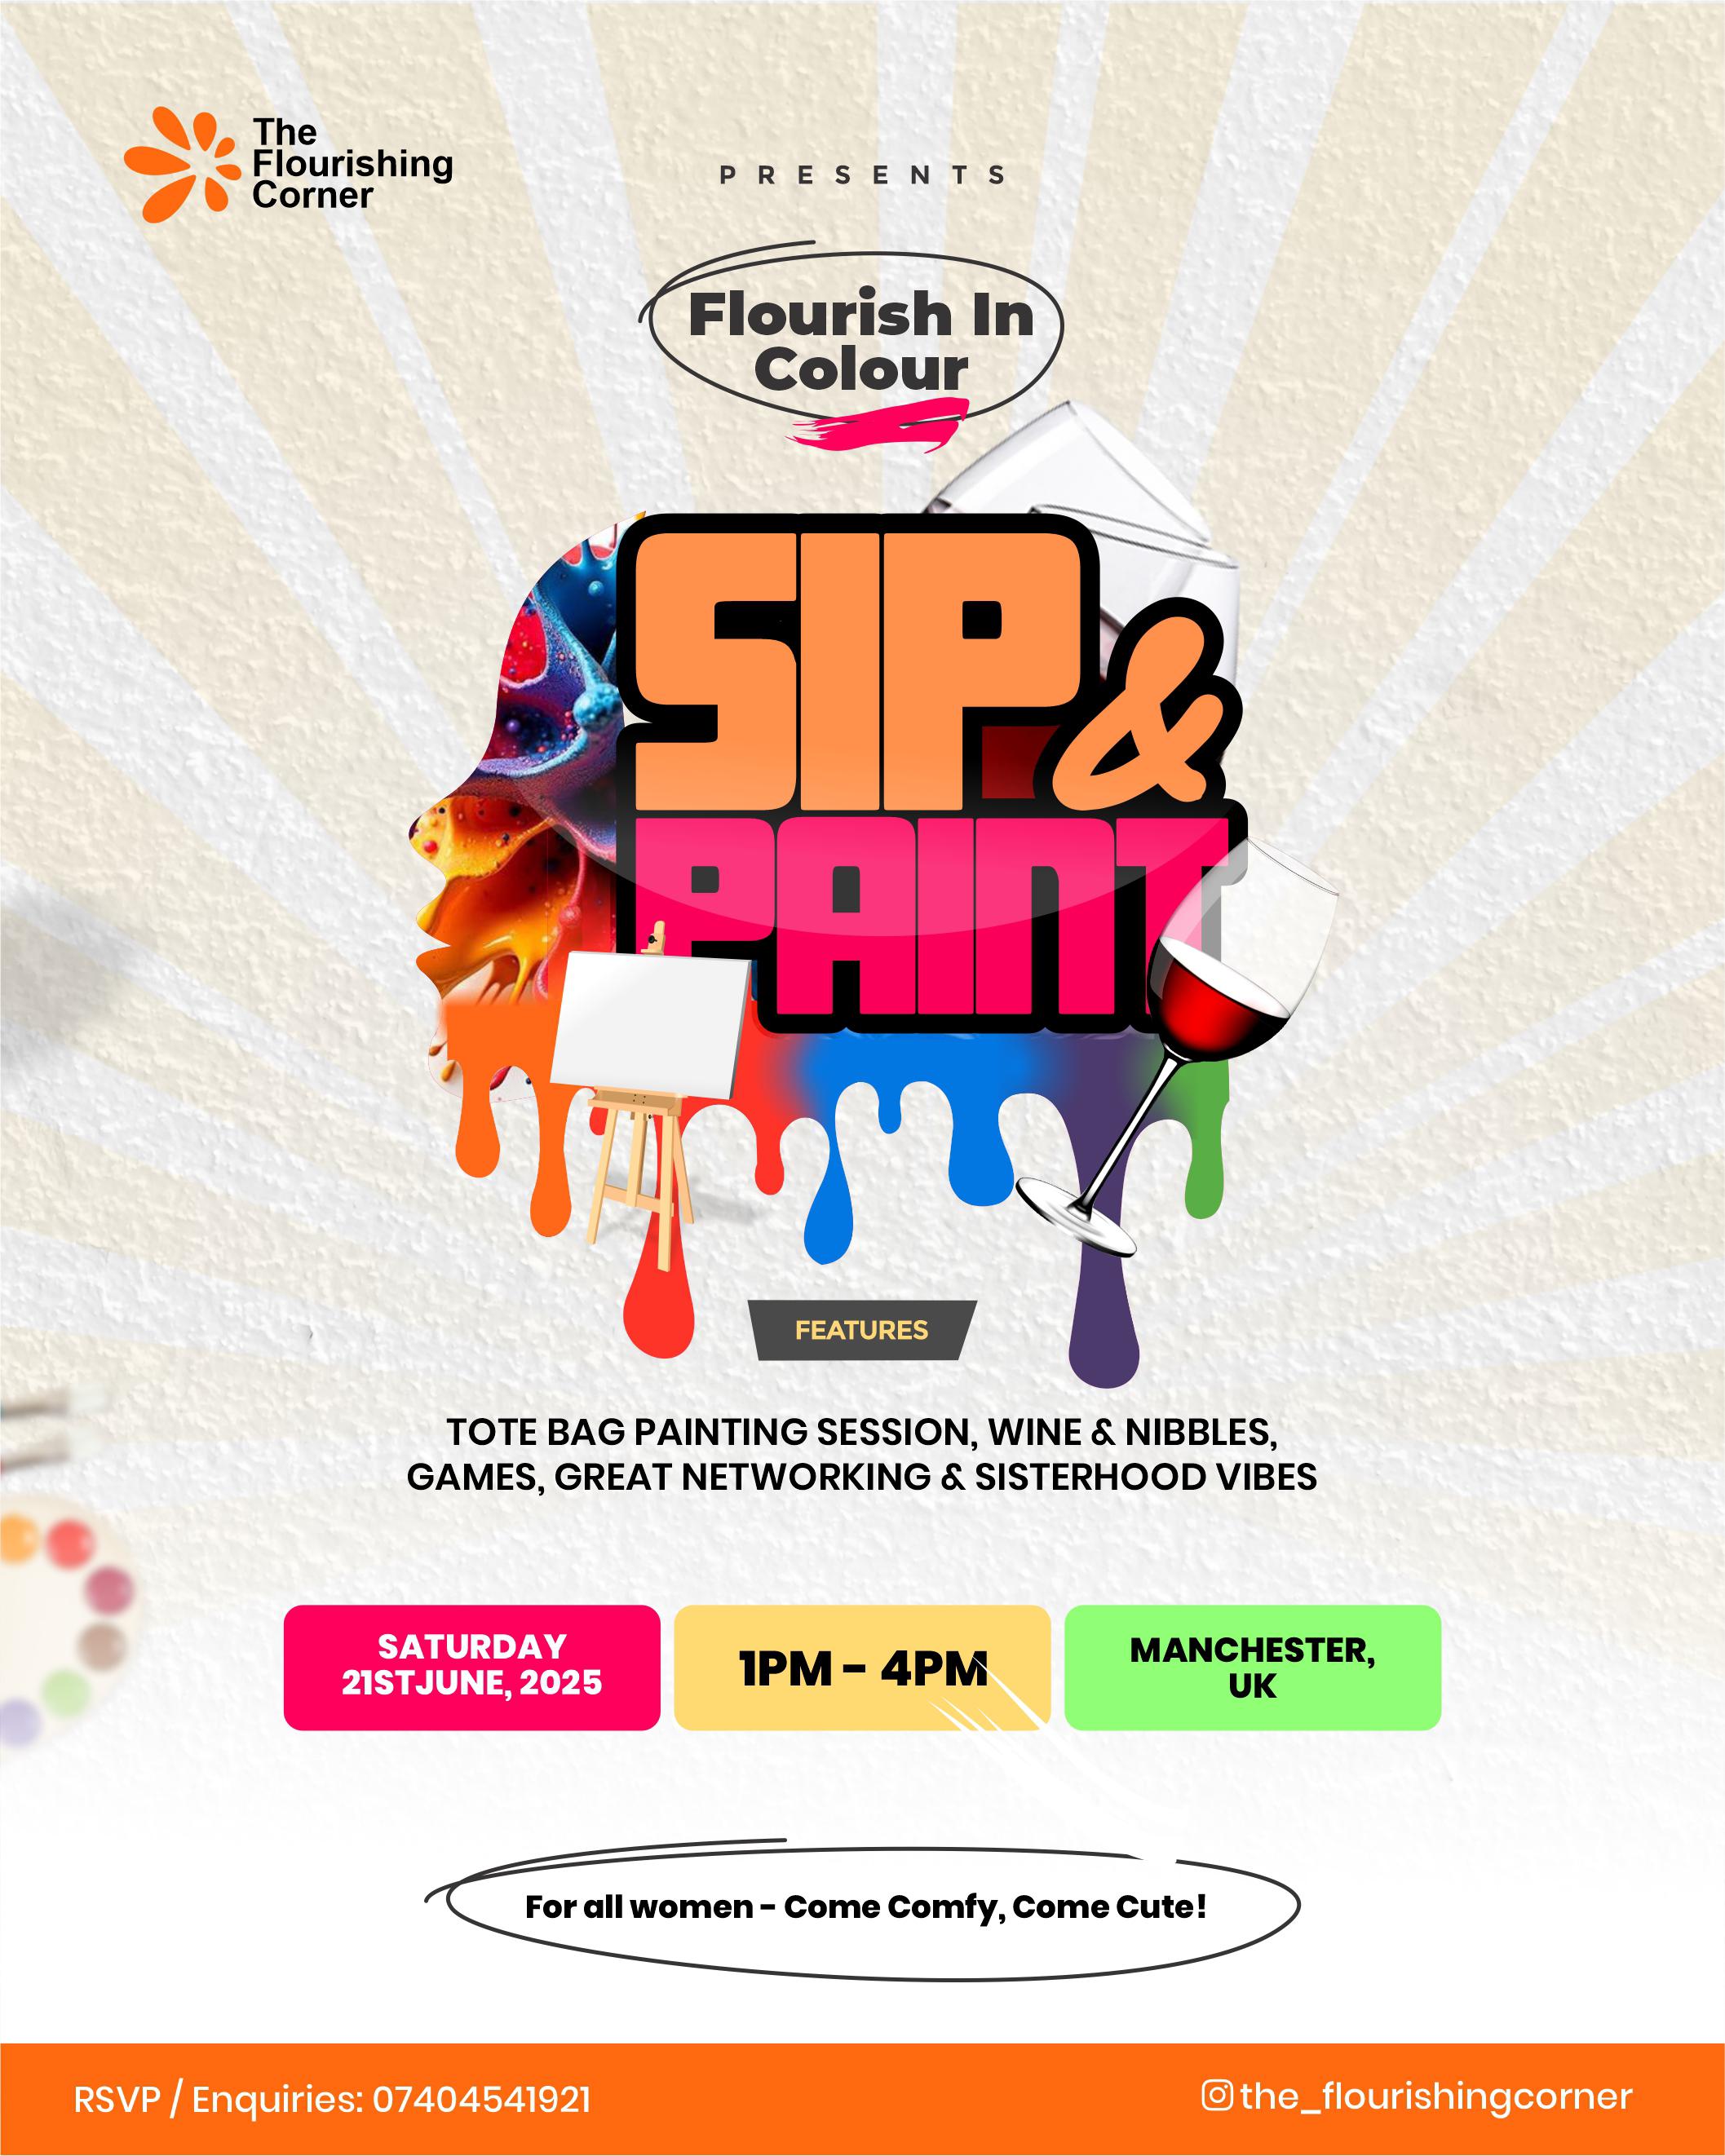 The
Flourishing
Corner
PRESENTS
Flourish In
Colour
SIP &
PAINT
FEATURES
TOTE BAG PAINTING SESSION, WINE & NIBBLES,
GAMES, GREAT NETWORKING & SISTERHOOD VIBES
SATURDAY
21STJUNE, 2025
1PM - 4PM
MANCHESTER,
UK
For all women - Come Comfy, Come Cute!
RSVP / Enquiries: 07404541921
the_flourishingcorner